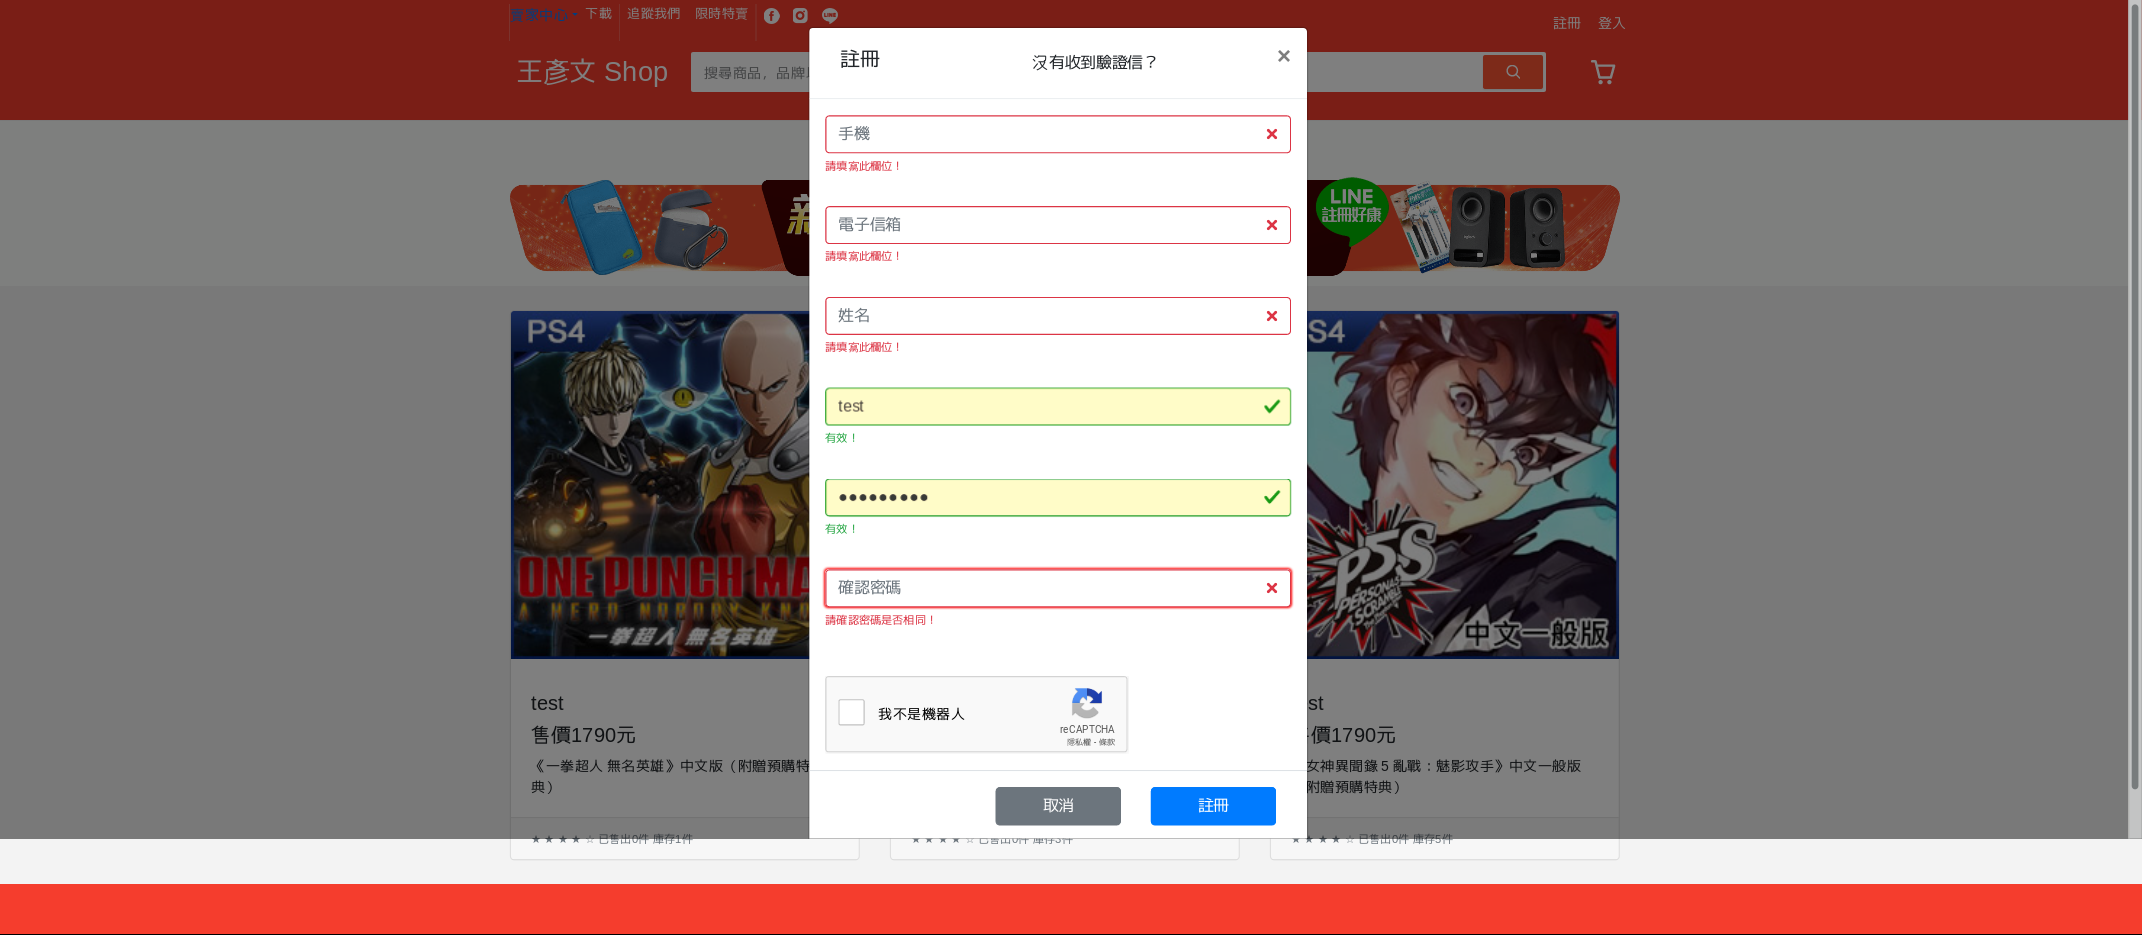 下載
追蹤我們
限時特賣
註冊
登入
王彥文 Shop
搜尋商品，品牌
註冊
沒有收到驗證信？
×
手機
請填寫此欄位！
電子信箱
請填寫此欄位！
姓名
請填寫此欄位！
test
有效！
●●●●●●●●●
有效！
確認密碼
請確認密碼是否相同！
我不是機器人
reCAPTCHA
隱私權 - 條款
取消
註冊
新
LINE
註冊好康
PS4
ONE PUNCH MA
A HERO NOBODY KN
一拳超人 無名英雄
test
售價1790元
《一拳超人 無名英雄》中文版（附贈預購特
典）
★ ★ ★ ★ ☆ 已售出0件 庫存1件
★ ★ ★ ★ ☆ 已售出0件 庫存3件
S4
P5S
PERSONA5
SCRAMBLE
中文一般版
st
價1790元
女神異聞錄 5 亂戰：魅影攻手》中文一般版
附贈預購特典）
★ ★ ★ ★ ☆ 已售出0件 庫存5件